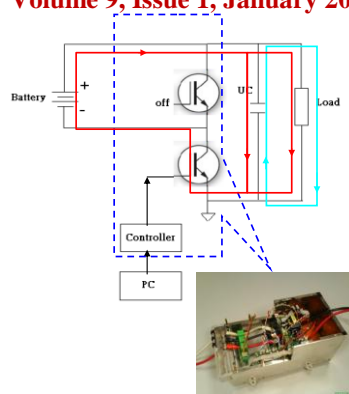 Volume 9, Issue 1, January 20
Battery
+
-
off
UC
Load
Controller
PC